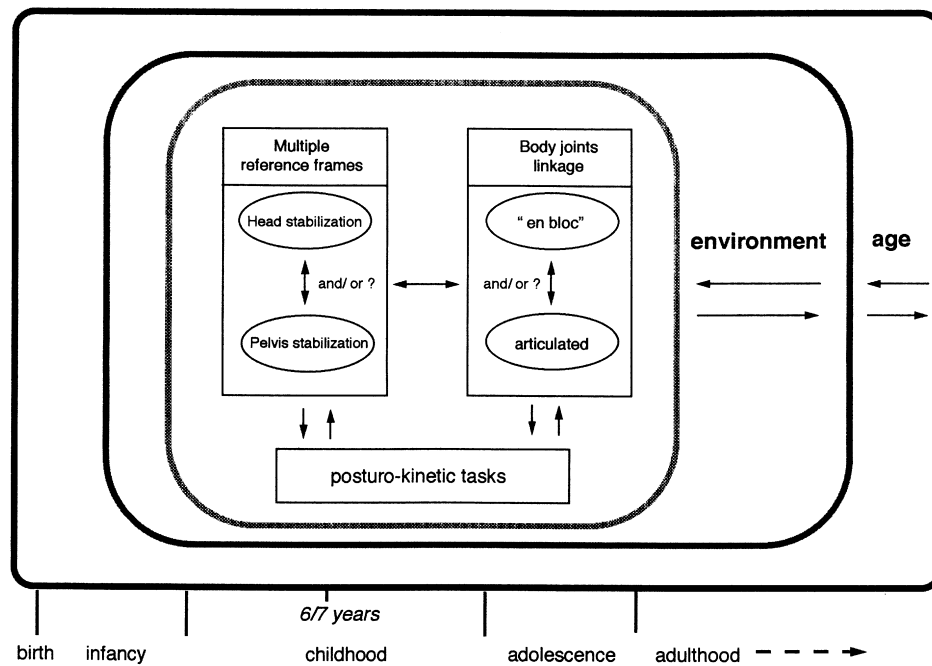 Multiple
reference frames
Body joints
linkage
Head stabilization
" en bloc"
environment
age
and/ or ?
and/ or ?
Pelvis stabilization
articulated
posturo-kinetic tasks
6/7 years
birth
infancy
childhood
adolescence
adulthood